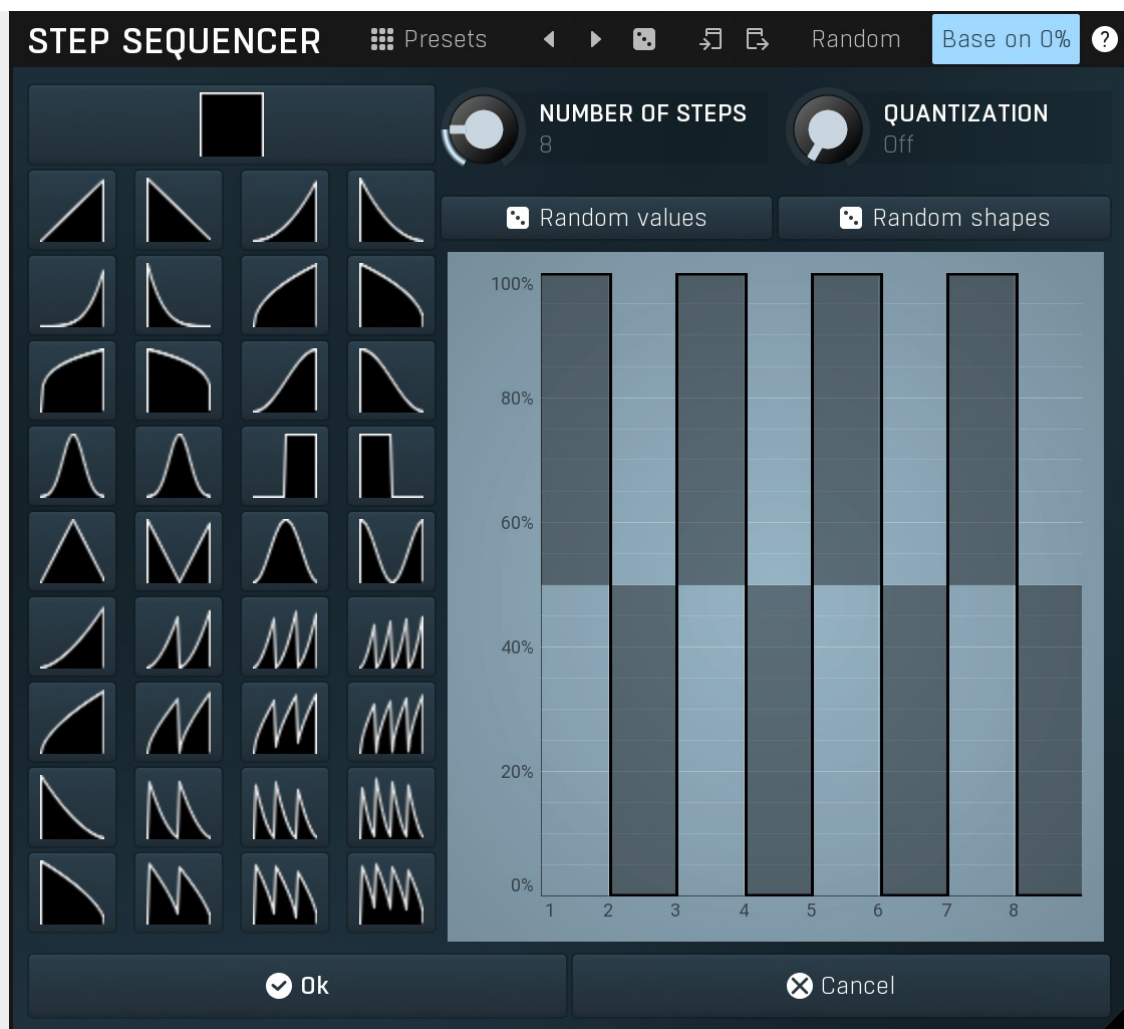 STEP SEQUENCER Presets Random Base on 0% ?
NUMBER OF STEPS
8
QUANTIZATION
Off
Random values
Random shapes
100%
80%
60%
40%
20%
0%
1 2 3 4 5 6 7 8
Ok
Cancel